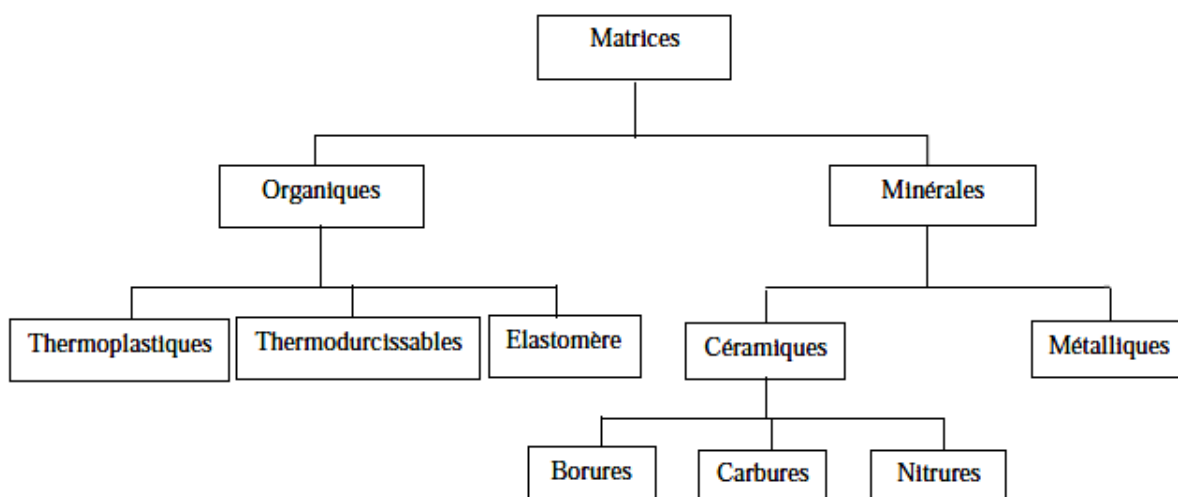 Matrices
Organiques
Minérales
Thermoplastiques
Thermodurcissables
Elastomère
Céramiques
Métalliques
Borures
Carbures
Nitrures